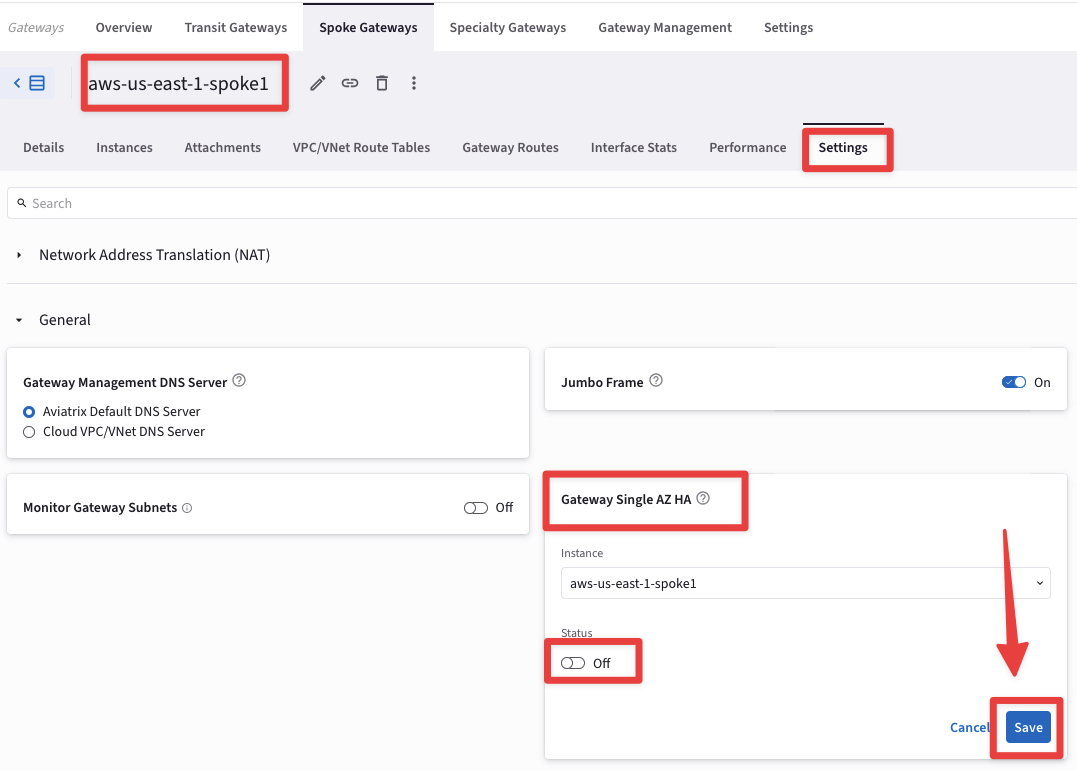 Gateways Overview Transit Gateways Spoke Gateways Specialty Gateways Gateway Management Settings
aws-us-east-1-spoke1
Details Instances Attachments VPC/VNet Route Tables Gateway Routes Interface Stats Performance Settings
Search
Network Address Translation (NAT)
General
Gateway Management DNS Server
Aviatrix Default DNS Server
Cloud VPC/VNet DNS Server
Jumbo Frame On
Monitor Gateway Subnets Off
Gateway Single AZ HA
Instance
aws-us-east-1-spoke1
Status
Off
Cancel Save